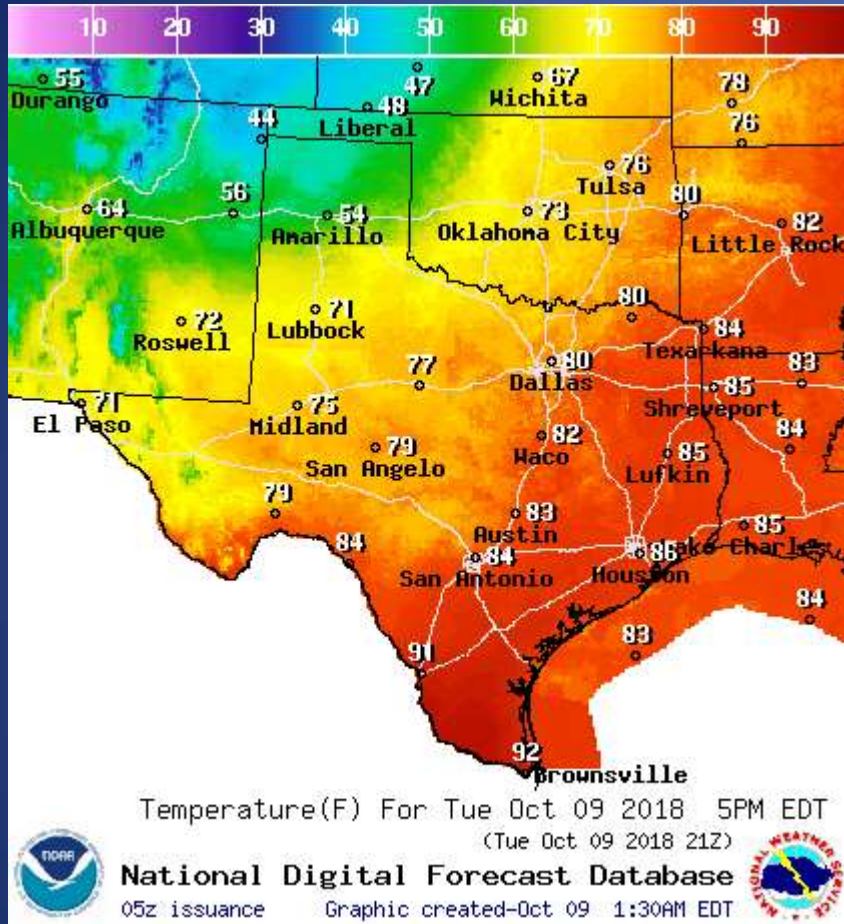 10 20 30 40 50 60 70 80 90
55 47 67 78
Durango 48 Wichita
44 Liberal 76
76
Tulsa
64 56 54 73 80 82
Albuquerque Amarillo Oklahoma City Little Rock
72 71 80 84
Roswell Lubbock Texarkana
77 80 85 83
Dallas Shreveport
71 75
El Paso Midland
79 82 85 84
San Angelo Waco Lufkin
79 83 85
Austin Lake Charles
84 84 86
San Antonio Houston
84
91 83
92
Brownsville
Temperature(F) For Tue Oct 09 2018 5PM EDT
(Tue Oct 09 2018 21Z)
NOAA
NATIONAL WEATHER SERVICE
National Digital Forecast Database
05z issuance Graphic created-Oct 09 1:30AM EDT